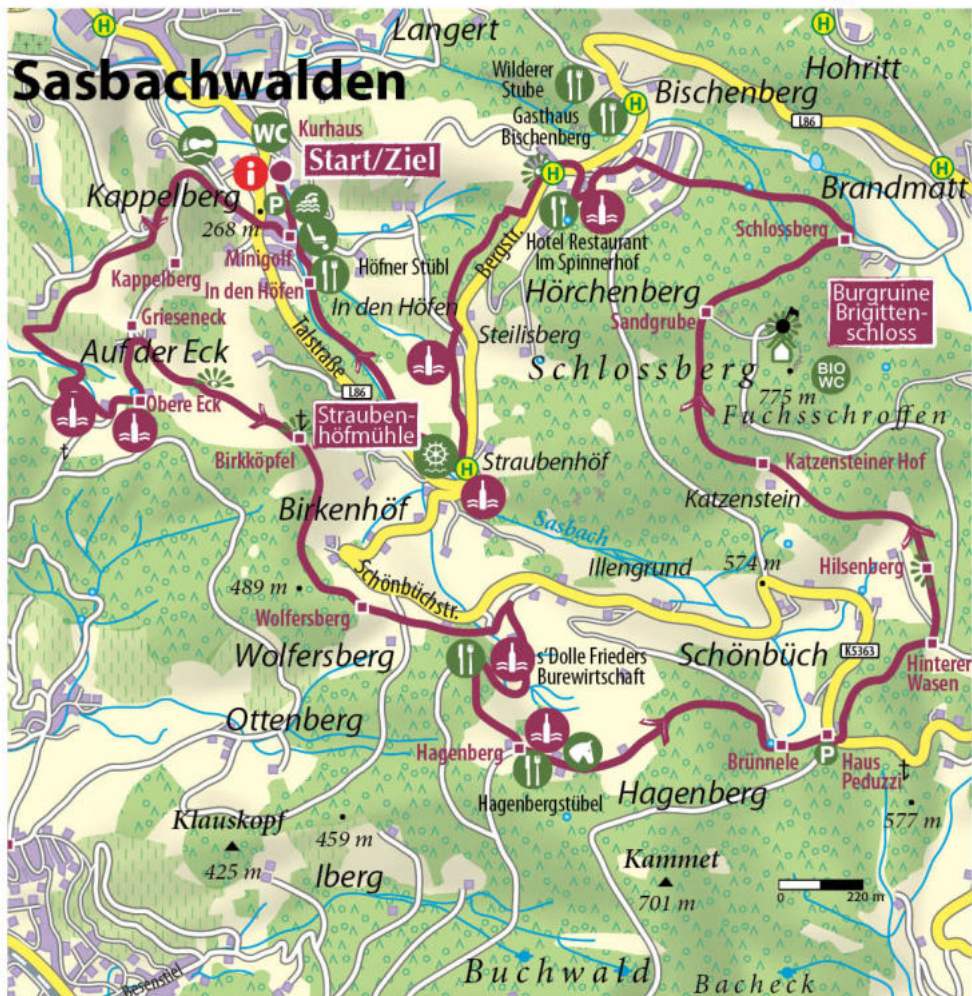 H
Langert
H
H
Sasbachwalden
Wilderer
Stube
Hohritt
Bischenberg
H
WC
Kurhaus
Gasthaus
Bischenberg
L86
i
Start/Ziel
H
H
Kappelberg
P
Brandmatt
268 m
Schlossberg
Minigolf
Hotel Restaurant
Im Spinnerhof
Bergstr.
Höfner Stübl
Kappelberg
In den Höfen
Hörchenberg
Burgruine
Brigitten-
schloss
In den Höfen
Sandgrube
Grieseneck
Talstraße
Steilisberg
Auf der Eck
Schlossberg
BIO
WC
775 m
L86
Obere Eck
Strauben-
höfmühle
Fuchsschroffen
Birkköpfel
H
Straubenhöf
Katzensteiner Hof
Katzenstein
Birkenhöf
Sasbach
Illengrund
574 m
Hilsenberg
489 m
Schönbüchstr.
Wolfersberg
Wolfersberg
s'Dolle Frieders
Burewirtschaft
Schönbüch
K5363
Hinterer
Wasen
Ottenberg
Hagenberg
Brünnele
P
Haus
Peduzzi
Hagenberg
Hagenbergstübel
577 m
Klauskopf
459 m
425 m
Kammet
701 m
Iberg
0
220 m
Buchwald
Bacheck
Besenstiel